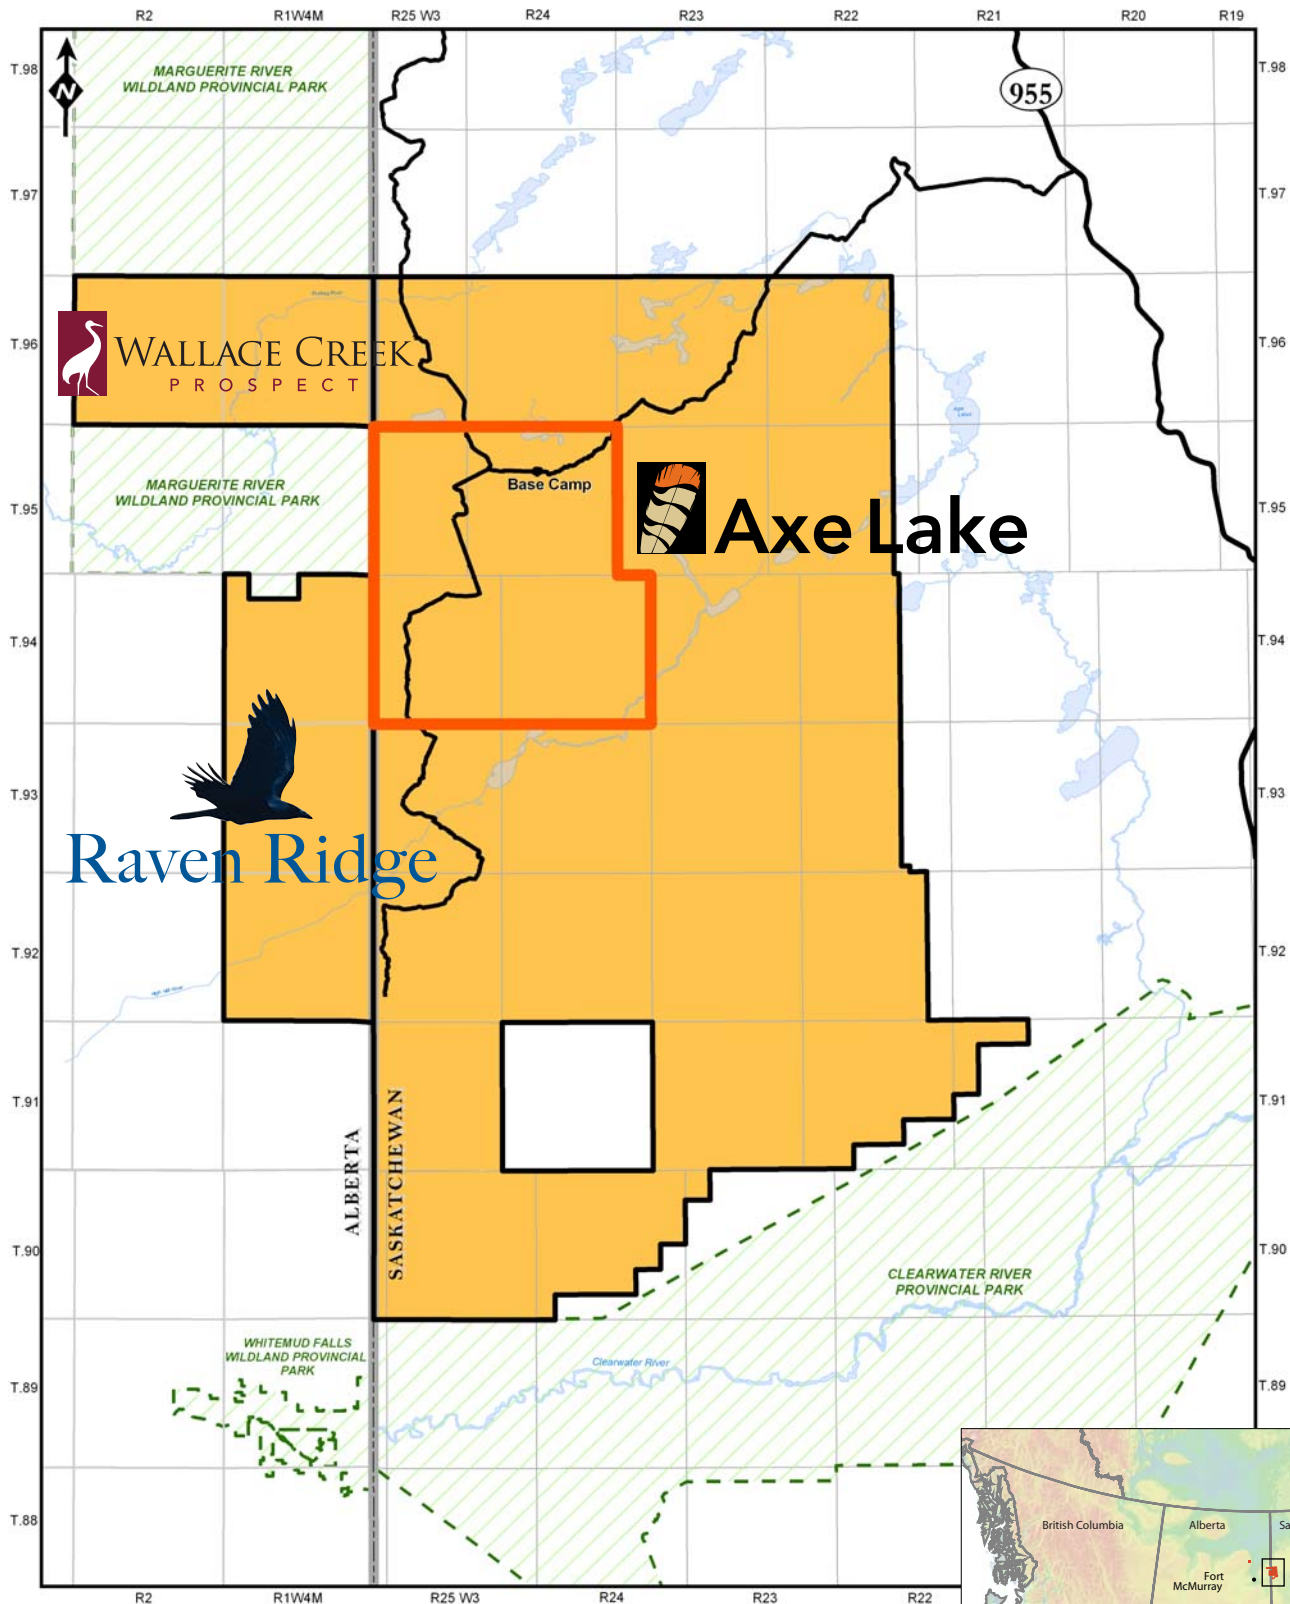 R2 R1W4M R25 W3 R24 R23 R22 R21 R20 R19
T.98 T.98
MARGUERITE RIVER
WILDLAND PROVINCIAL PARK
N
955
T.97 T.97
T.96 T.96
WALLACE CREEK
PROSPECT
Base Camp
MARGUERITE RIVER
WILDLAND PROVINCIAL PARK
T.95 T.95
Axe Lake
T.94 T.94
T.93 T.93
Raven Ridge
T.92 T.92
T.91 T.91
ALBERTA
SASKATCHEWAN
T.90 T.90
CLEARWATER RIVER
PROVINCIAL PARK
WHITEMUD FALLS
WILDLAND PROVINCIAL
PARK
Clearwater River
T.89 T.89
T.88
British Columbia Alberta Sa
Fort
McMurray
R2 R1W4M R25 W3 R24 R23 R22